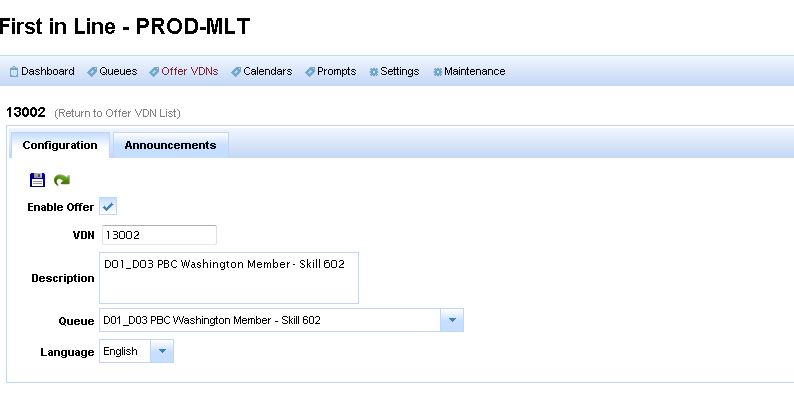 First in Line - PROD-MLT
Dashboard Queues Offer VDNs Calendars Prompts Settings Maintenance
13002 (Return to Offer VDN List)
Configuration Announcements
Enable Offer
VDN 13002
Description D01_D03 PBC Washington Member - Skill 602
Queue D01_D03 PBC Washington Member - Skill 602
Language English